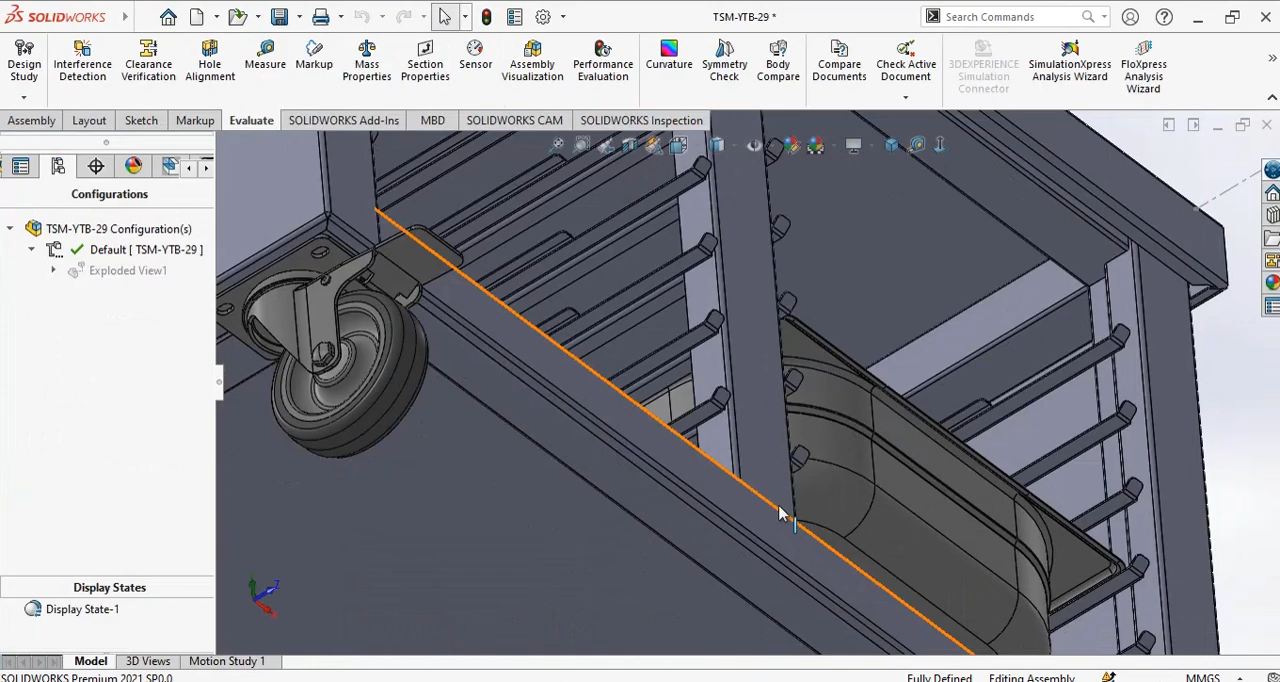 SOLIDWORKS
TSM-YTB-29 *
Search Commands
Design Study
Interference Detection
Clearance Verification
Hole Alignment
Measure
Markup
Mass Properties
Section Properties
Sensor
Assembly Visualization
Performance Evaluation
Curvature
Symmetry Check
Body Compare
Compare Documents
Check Active Document
3DEXPERIENCE Simulation Connector
SimulationXpress Analysis Wizard
FloXpress Analysis Wizard
Assembly
Layout
Sketch
Markup
Evaluate
SOLIDWORKS Add-Ins
MBD
SOLIDWORKS CAM
SOLIDWORKS Inspection
Configurations
TSM-YTB-29 Configuration(s)
Default [ TSM-YTB-29 ]
Exploded View1
Display States
Display State-1
Model
3D Views
Motion Study 1
SOLIDWORKS Premium 2021 SP0.0
Fully Defined
Editing Assembly
MMGS